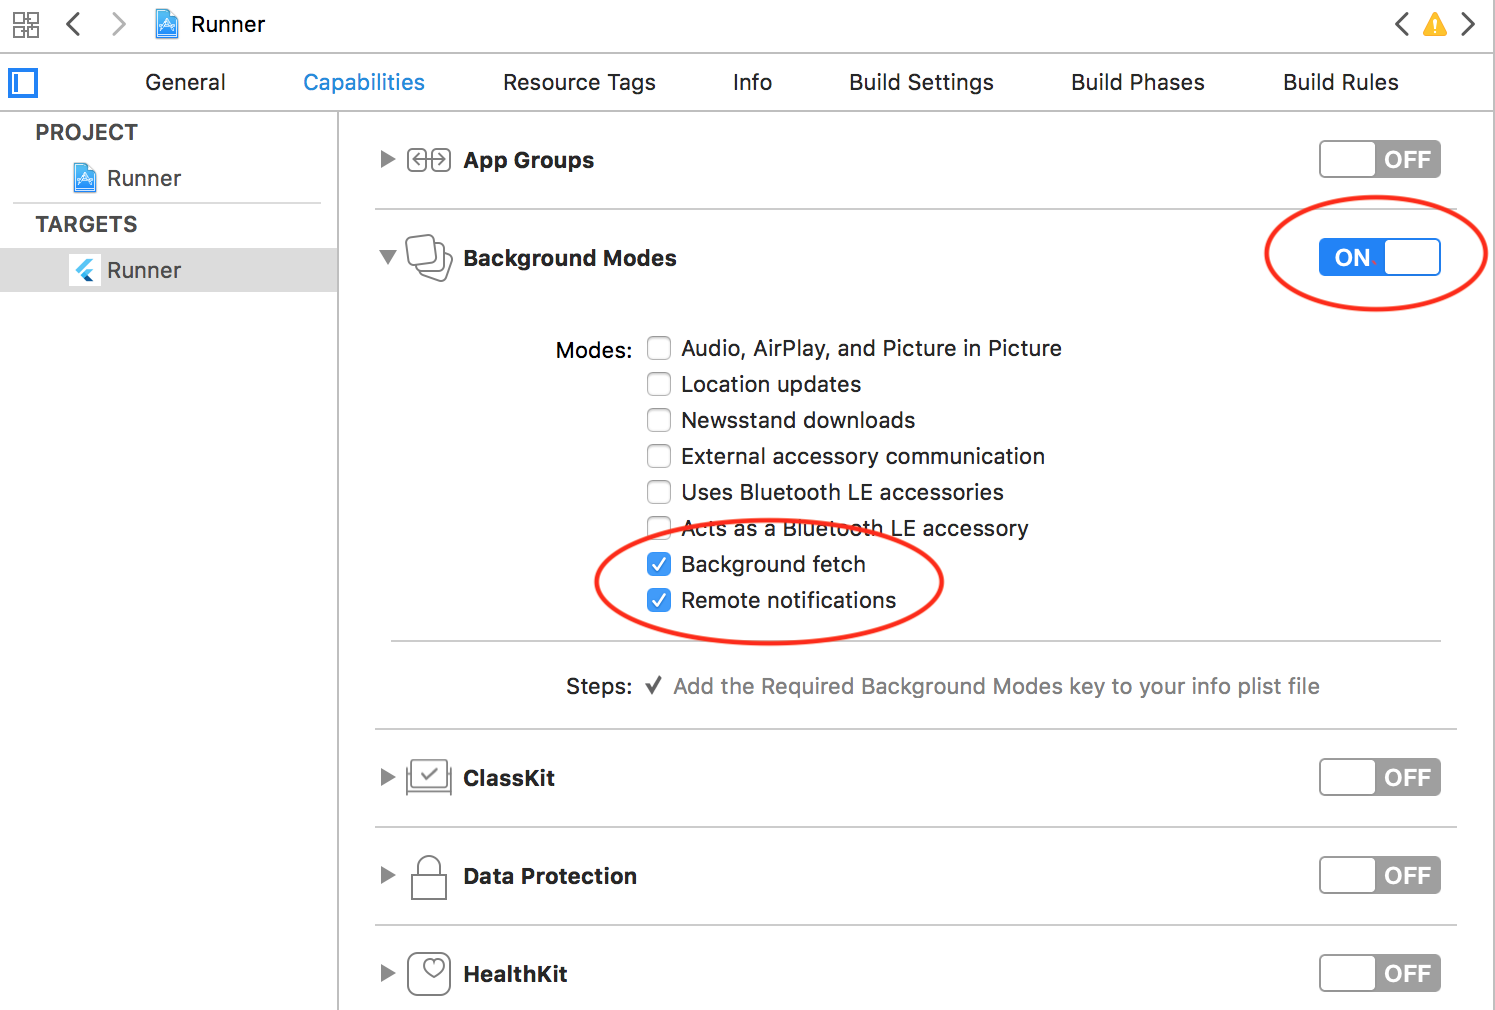 Runner
General Capabilities Resource Tags Info Build Settings Build Phases Build Rules
PROJECT
Runner
TARGETS
Runner
App Groups OFF
Background Modes ON
Modes: Audio, AirPlay, and Picture in Picture
Location updates
Newsstand downloads
External accessory communication
Uses Bluetooth LE accessories
Acts as a Bluetooth LE accessory
Background fetch
Remote notifications
Steps: ✓ Add the Required Background Modes key to your info plist file
ClassKit OFF
Data Protection OFF
HealthKit OFF